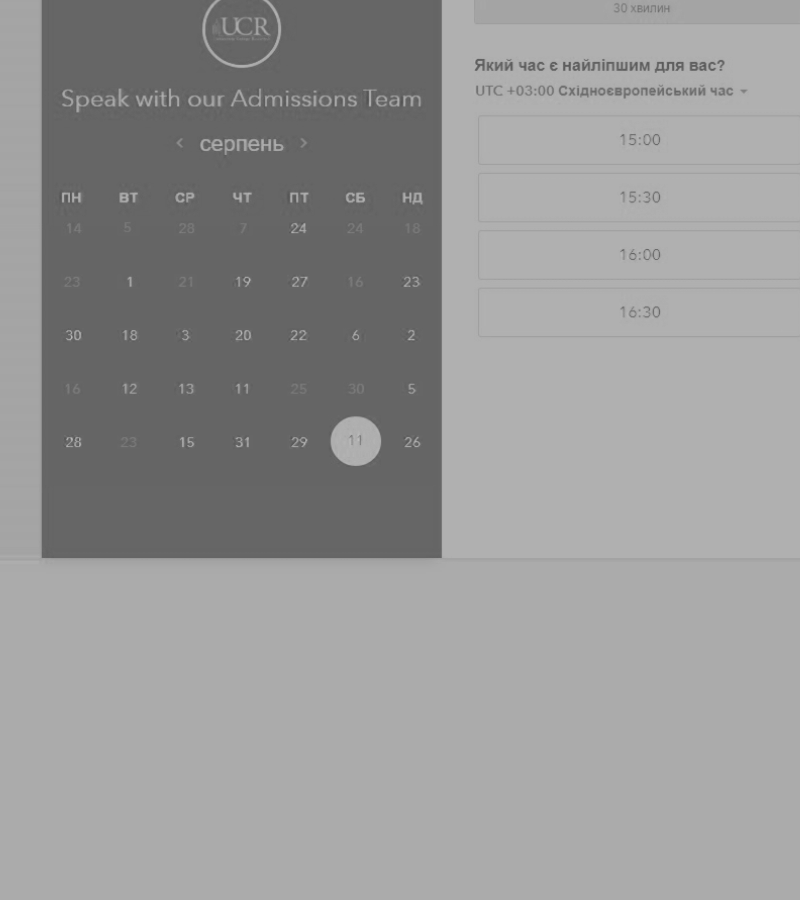 UCR
Speak with our Admissions Team
серпень
ПН ВТ СР ЧТ ПТ СБ НД
14 5 28 7 24 24 18
23 1 21 19 27 16 23
30 18 3 20 22 6 2
16 12 13 11 25 30 5
28 23 15 31 29 11 26
30 хвилин
Який час є найліпшим для вас?
UTC +03:00 Східноєвропейський час
15:00
15:30
16:00
16:30